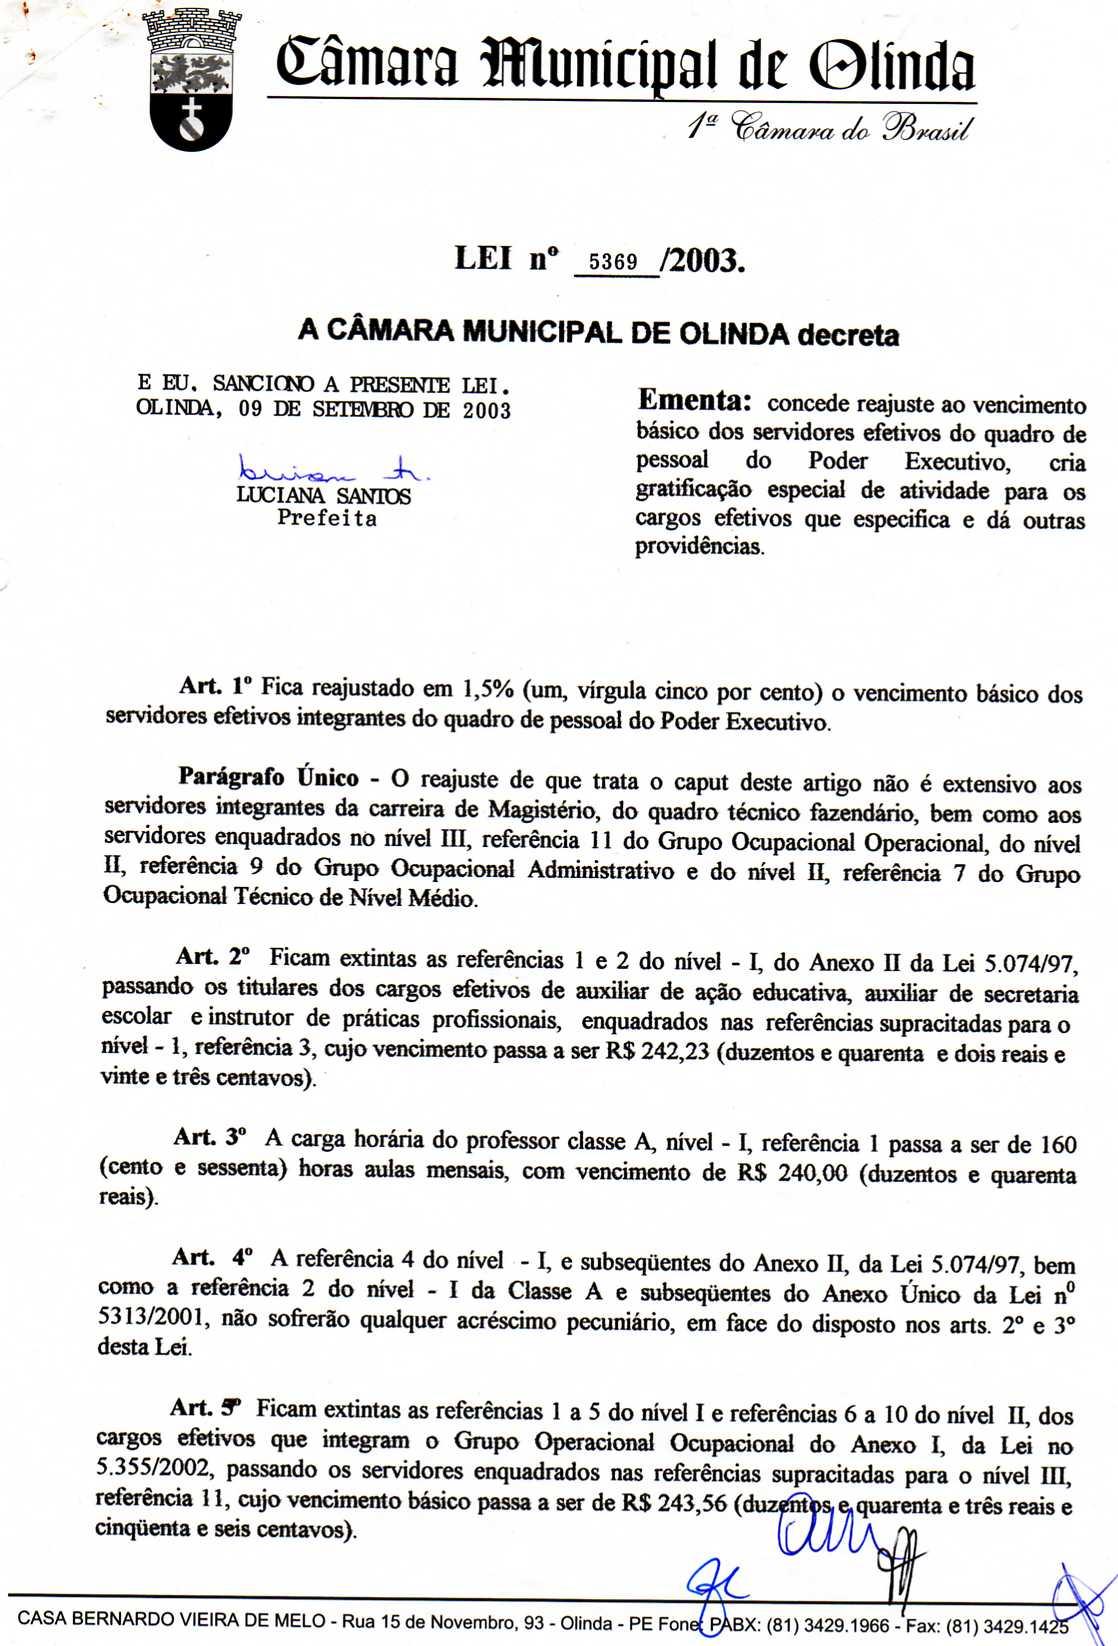 Câmara Municipal de Olinda
1ª Câmara do Brasil
LEI nº 5369 /2003.
A CÂMARA MUNICIPAL DE OLINDA decreta
E EU, SANCIONO A PRESENTE LEI.
OLINDA, 09 DE SETEMBRO DE 2003
LUCIANA SANTOS
Prefeita
Ementa: concede reajuste ao vencimento
básico dos servidores efetivos do quadro de
pessoal do Poder Executivo, cria
gratificação especial de atividade para os
cargos efetivos que especifica e dá outras
providências.
Art. 1º Fica reajustado em 1,5% (um, vírgula cinco por cento) o vencimento básico dos
servidores efetivos integrantes do quadro de pessoal do Poder Executivo.
Parágrafo Único - O reajuste de que trata o caput deste artigo não é extensivo aos
servidores integrantes da carreira de Magistério, do quadro técnico fazendário, bem como aos
servidores enquadrados no nível III, referência 11 do Grupo Ocupacional Operacional, do nível
II, referência 9 do Grupo Ocupacional Administrativo e do nível II, referência 7 do Grupo
Ocupacional Técnico de Nível Médio.
Art. 2º Ficam extintas as referências 1 e 2 do nível - I, do Anexo II da Lei 5.074/97,
passando os titulares dos cargos efetivos de auxiliar de ação educativa, auxiliar de secretaria
escolar e instrutor de práticas profissionais, enquadrados nas referências supracitadas para o
nível - 1, referência 3, cujo vencimento passa a ser R$ 242,23 (duzentos e quarenta e dois reais e
vinte e três centavos).
Art. 3º A carga horária do professor classe A, nível - I, referência 1 passa a ser de 160
(cento e sessenta) horas aulas mensais, com vencimento de R$ 240,00 (duzentos e quarenta
reais).
Art. 4º A referência 4 do nível - I, e subseqüentes do Anexo II, da Lei 5.074/97, bem
como a referência 2 do nível - I da Classe A e subseqüentes do Anexo Único da Lei nº
5313/2001, não sofrerão qualquer acréscimo pecuniário, em face do disposto nos arts. 2º e 3º
desta Lei.
Art. 5º Ficam extintas as referências 1 a 5 do nível I e referências 6 a 10 do nível II, dos
cargos efetivos que integram o Grupo Operacional Ocupacional do Anexo I, da Lei no
5.355/2002, passando os servidores enquadrados nas referências supracitadas para o nível III,
referência 11, cujo vencimento básico passa a ser de R$ 243,56 (duzentos e quarenta e três reais e
cinqüenta e seis centavos).
CASA BERNARDO VIEIRA DE MELO - Rua 15 de Novembro, 93 - Olinda - PE Fone: PABX: (81) 3429.1966 - Fax: (81) 3429.1425